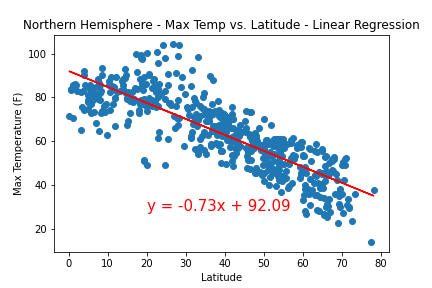 Northern Hemisphere - Max Temp vs. Latitude - Linear Regression
Max Temperature (F)
100
80
60
40
20
y = -0.73x + 92.09
0 10 20 30 40 50 60 70 80
Latitude